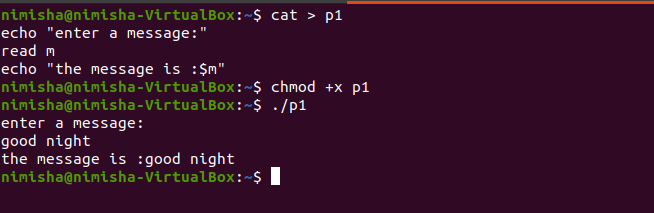 nimisha@nimisha-VirtualBox:~$ cat > p1
echo "enter a message:"
read m
echo "the message is :$m"
nimisha@nimisha-VirtualBox:~$ chmod +x p1
nimisha@nimisha-VirtualBox:~$ ./p1
enter a message:
good night
the message is :good night
nimisha@nimisha-VirtualBox:~$